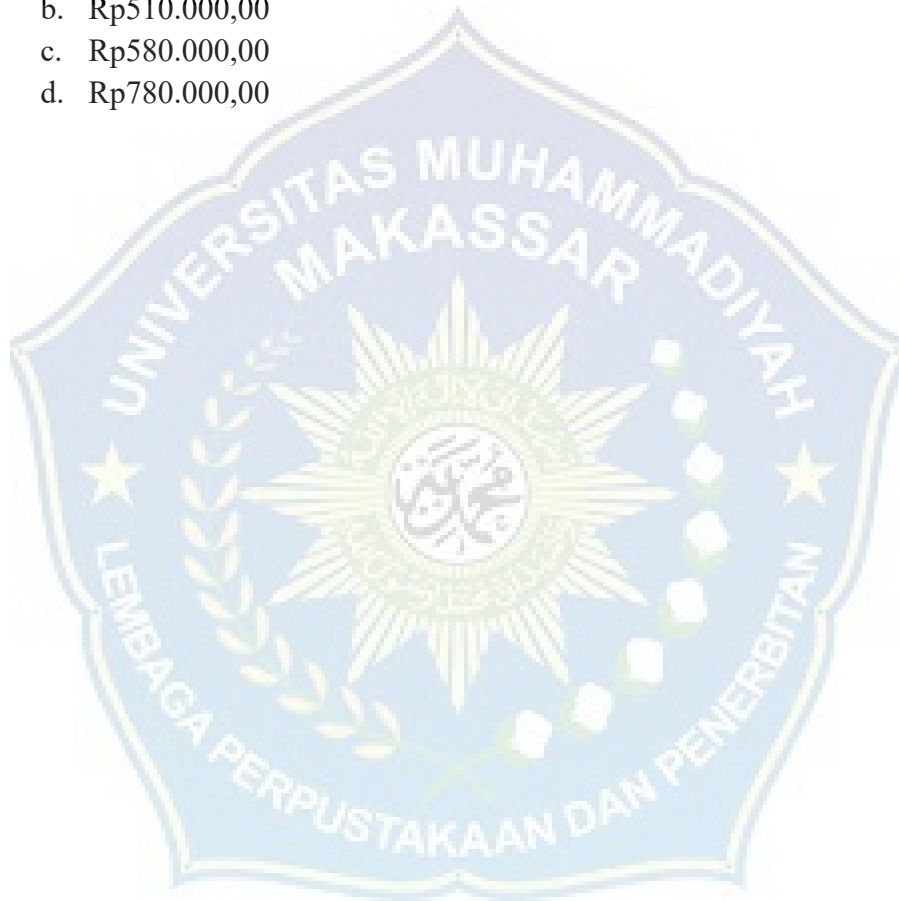 b. Rp510.000,00
c. Rp580.000,00
d. Rp780.000,00
UNIVERSITAS MUHAMMADIYAH
MAKASSAR
LEMBAGA PERPUSTAKAAN DAN PENERBITAN